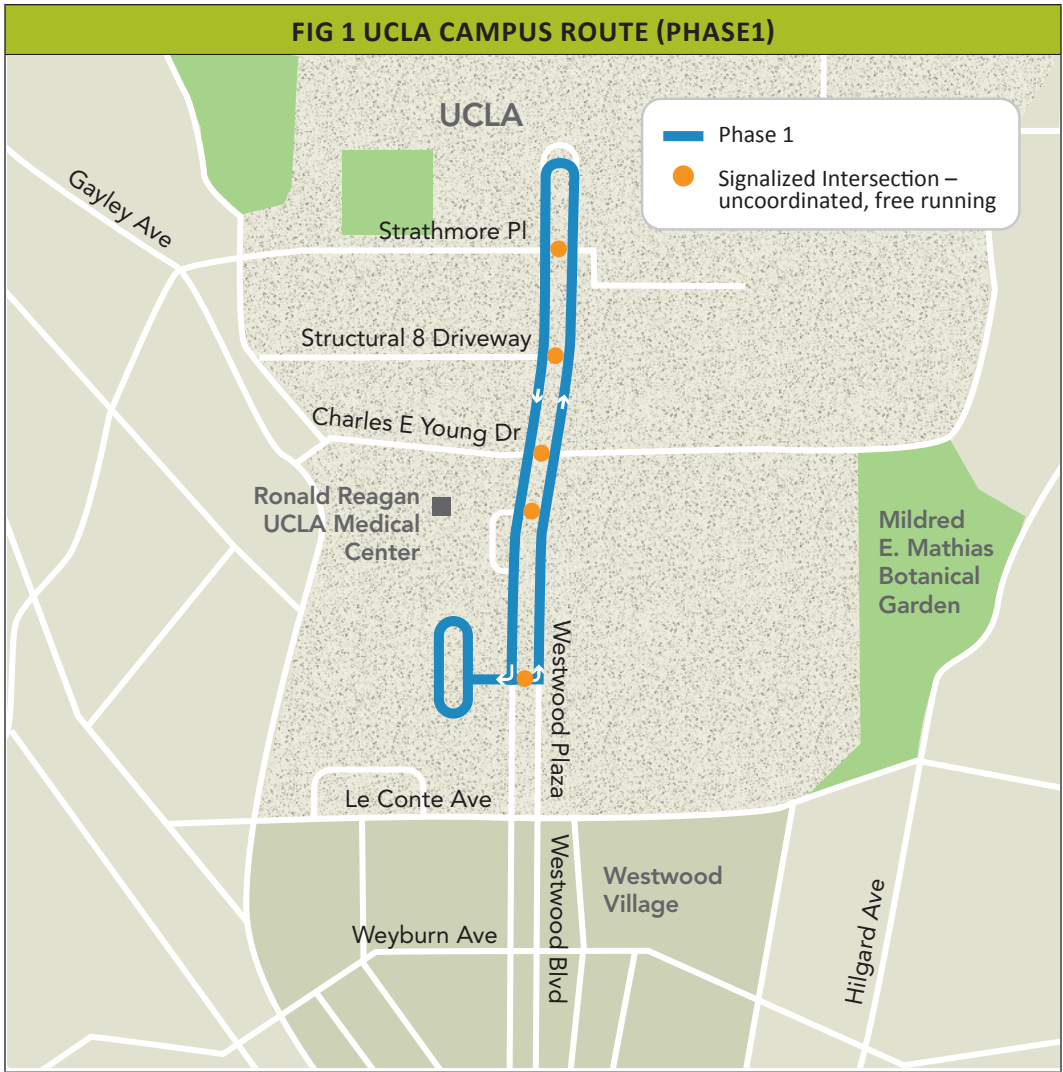 FIG 1 UCLA CAMPUS ROUTE (PHASE1)
UCLA
Phase 1
Signalized Intersection –
uncoordinated, free running
Gayley Ave
Strathmore Pl
Structural 8 Driveway
Charles E Young Dr
Ronald Reagan
UCLA Medical
Center
Mildred
E. Mathias
Botanical
Garden
Westwood Plaza
Le Conte Ave
Westwood Blvd
Westwood
Village
Weyburn Ave
Hilgard Ave